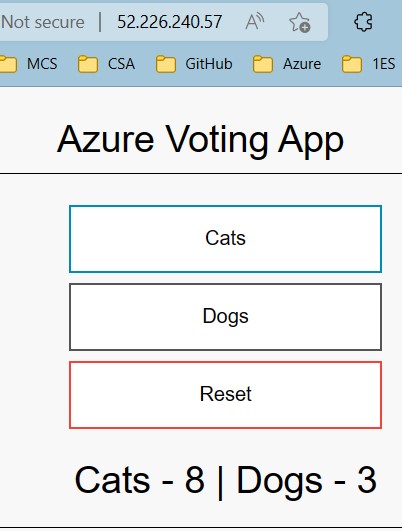 Not secure | 52.226.240.57
MCS CSA GitHub Azure 1ES
Azure Voting App
Cats
Dogs
Reset
Cats - 8 | Dogs - 3